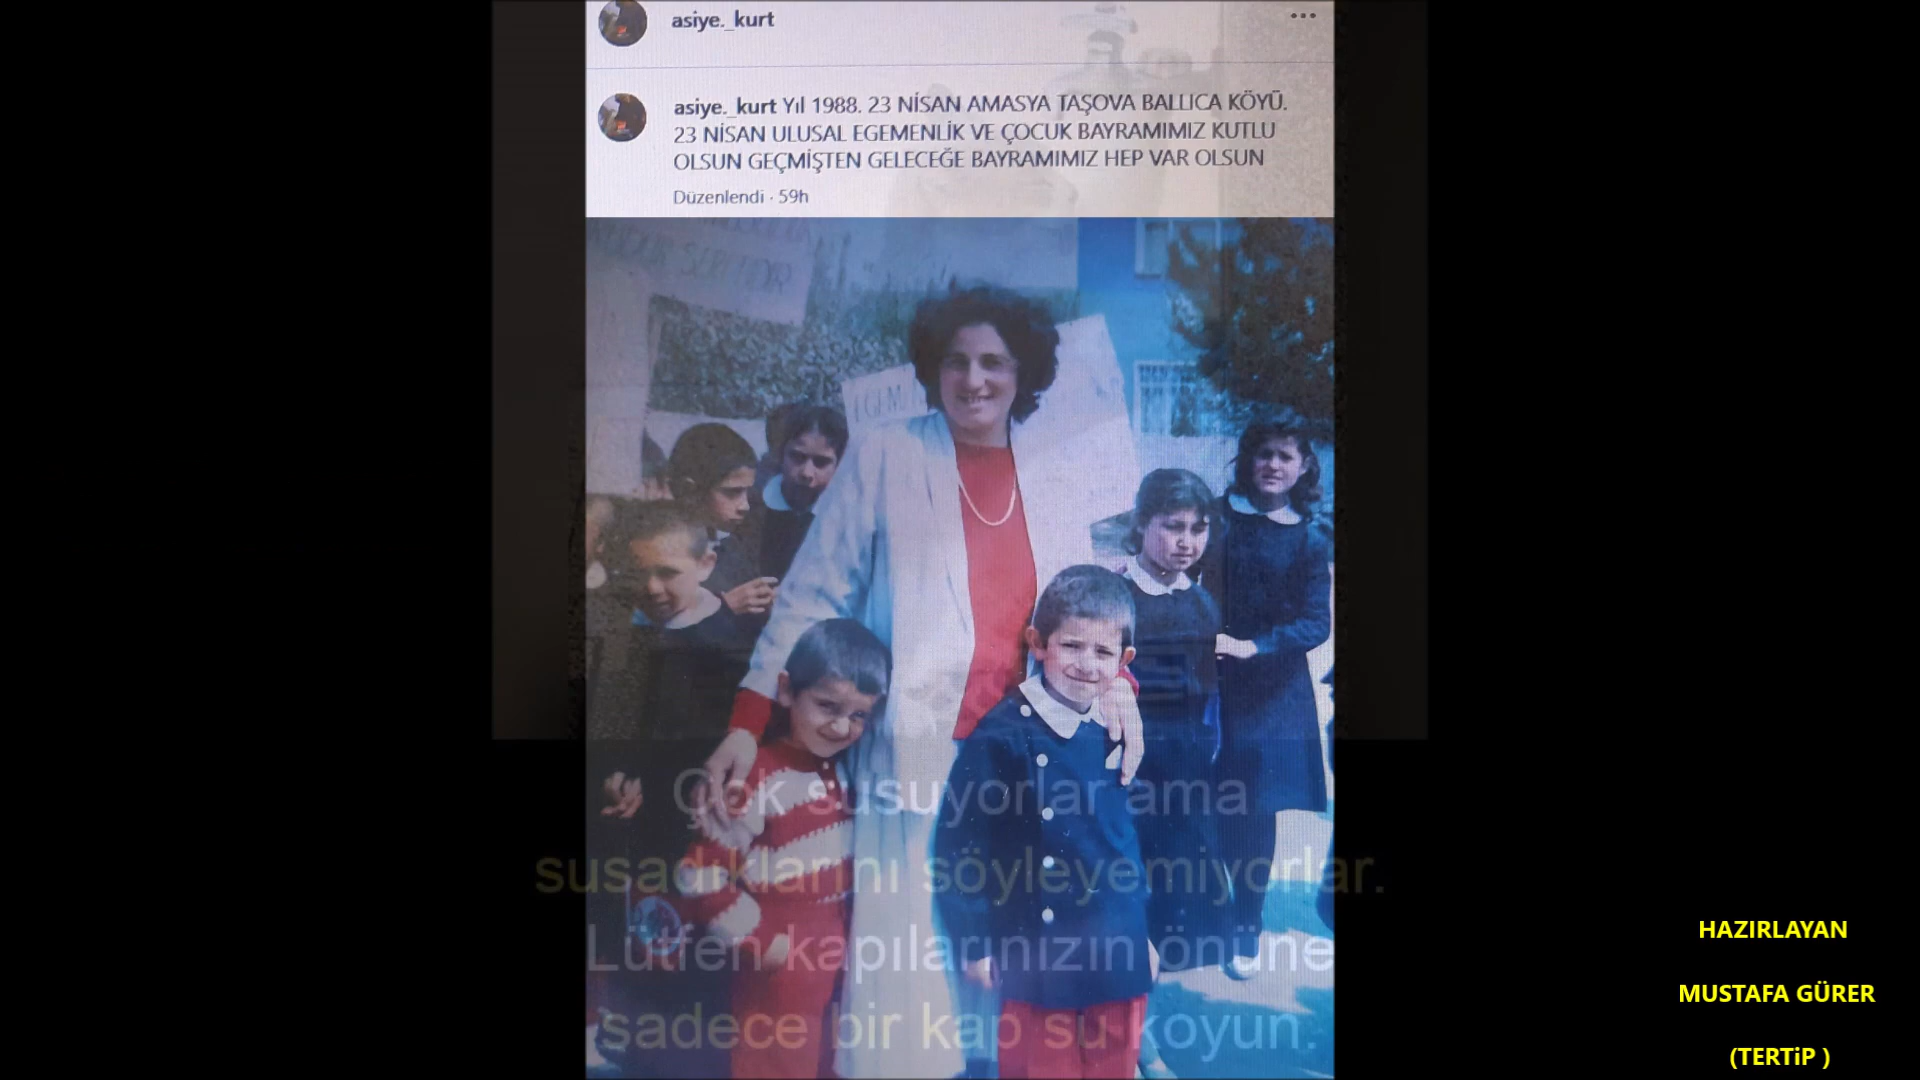 asiye._kurt
asiye._kurt Yıl 1988. 23 NİSAN AMASYA TAŞOVA BALLICA KÖYÜ.
23 NİSAN ULUSAL EGEMENLİK VE ÇOCUK BAYRAMIMIZ KUTLU
OLSUN GEÇMİŞTEN GELECEĞE BAYRAMIMIZ HEP VAR OLSUN
Düzenlendi · 59h
EGEM
Çok susuyorlar ama
susadıklarını söyleyemiyorlar.
Lütfen kapılarınızın önüne
sadece bir kap su koyun.
HAZIRLAYAN
MUSTAFA GÜRER
(TERTiP )